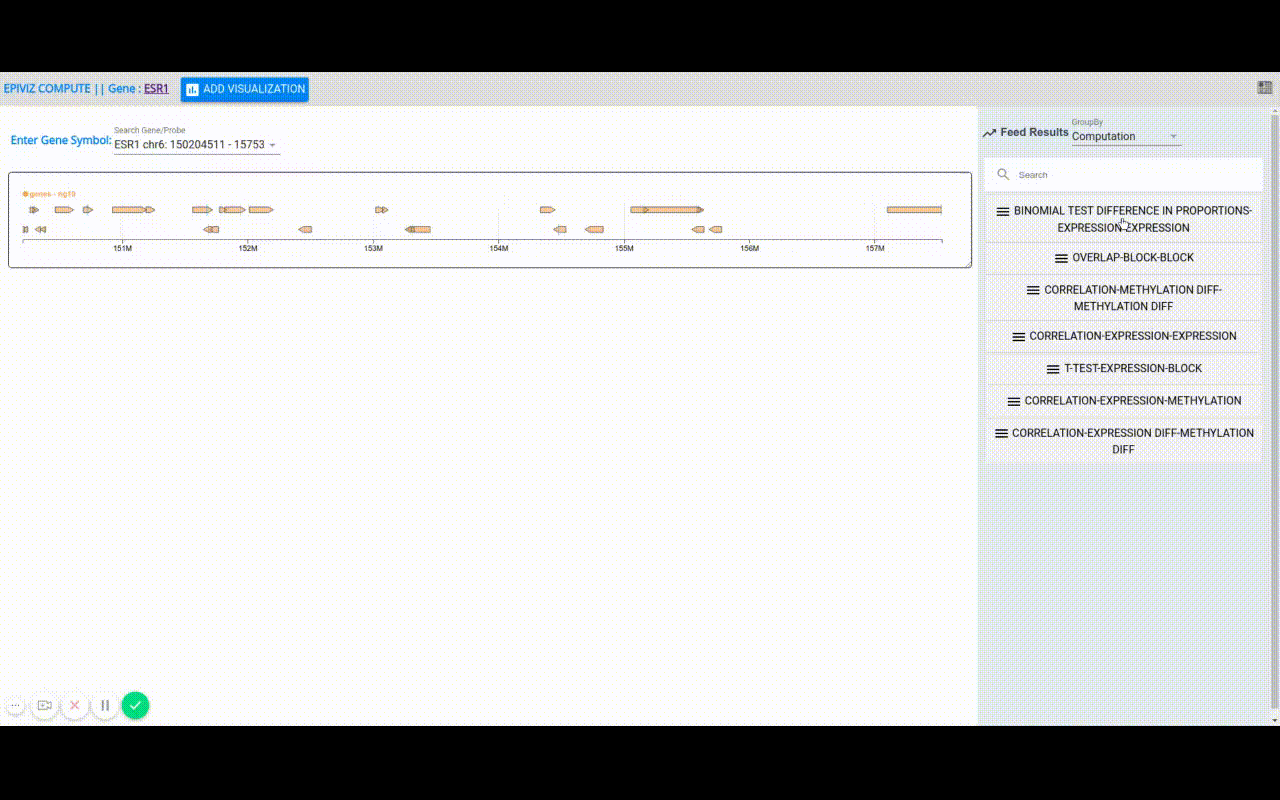 EPIVIZ COMPUTE || Gene : ESR1
ADD VISUALIZATION
Enter Gene Symbol:
Search Gene/Probe
ESR1 chr6: 150204511 - 15753
genes - hg19
151M
152M
153M
154M
155M
156M
157M
Feed Results
GroupBy
Computation
Search
BINOMIAL TEST DIFFERENCE IN PROPORTIONS-
EXPRESSION-EXPRESSION
OVERLAP-BLOCK-BLOCK
CORRELATION-METHYLATION DIFF-
METHYLATION DIFF
CORRELATION-EXPRESSION-EXPRESSION
T-TEST-EXPRESSION-BLOCK
CORRELATION-EXPRESSION-METHYLATION
CORRELATION-EXPRESSION DIFF-METHYLATION
DIFF